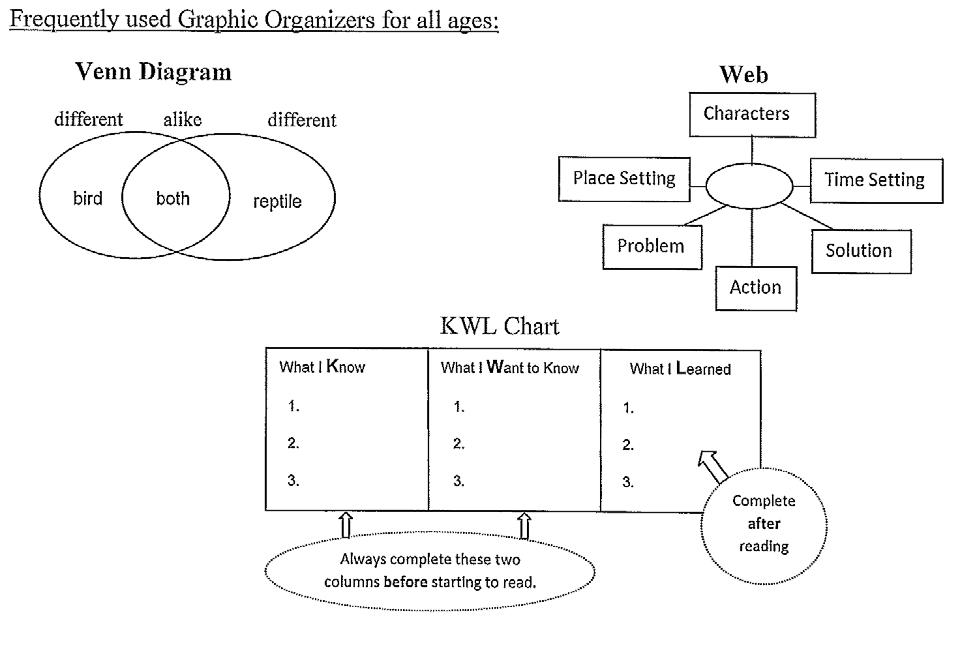 Frequently used Graphic Organizers for all ages:
Venn Diagram
different alike different
bird both reptile
Web
Characters
Place Setting
Time Setting
Problem
Solution
Action
KWL Chart
What I Know
1.
2.
3.
What I Want to Know
1.
2.
3.
What I Learned
1.
2.
3.
Always complete these two
columns before starting to read.
Complete
after
reading